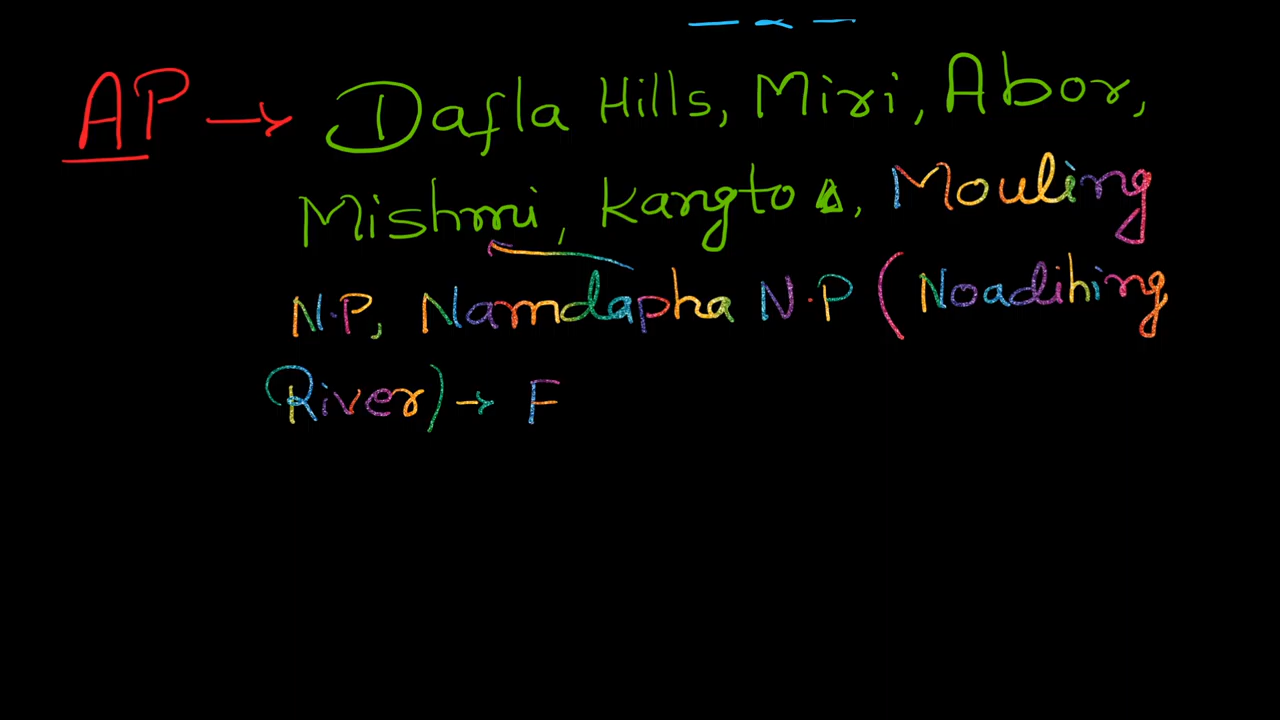 AP → Dafla Hills, Miri, Abor,
Mishmi, Kangto ▲, Mouling
N.P, Namdapha N.P (Noadihing
River) → F